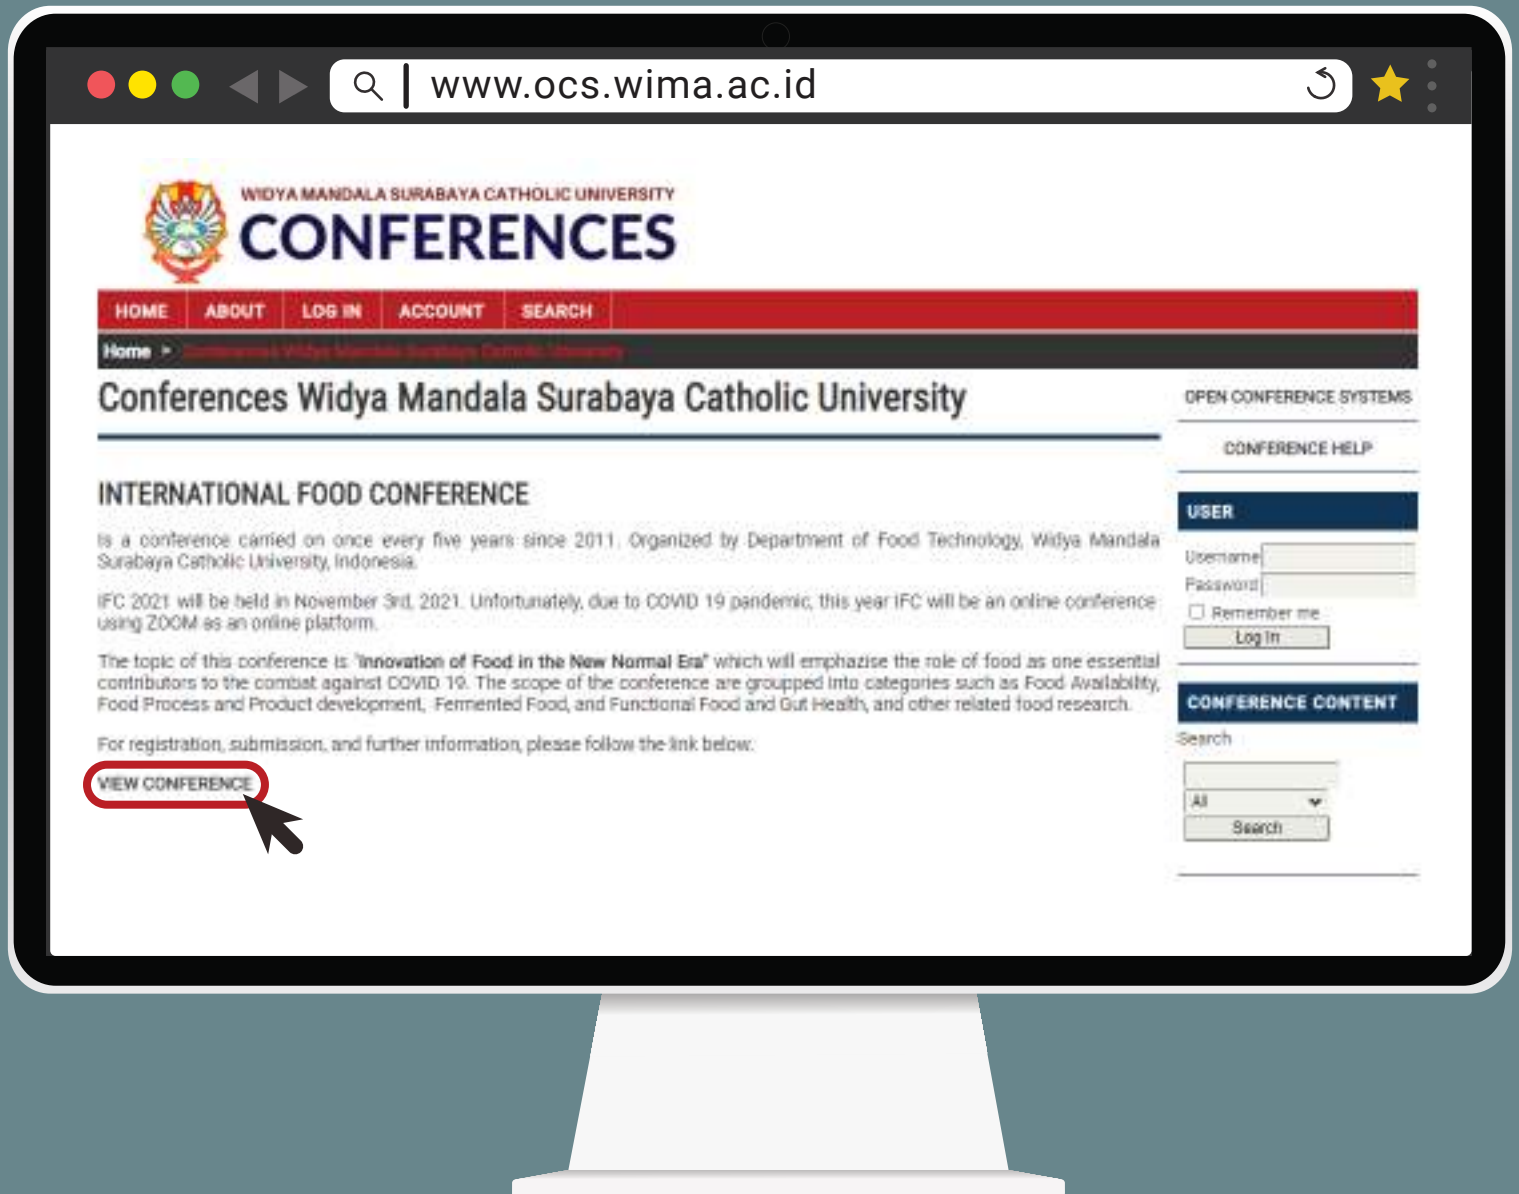 www.ocs.wima.ac.id
WIDYA MANDALA SURABAYA CATHOLIC UNIVERSITY
CONFERENCES
HOME ABOUT LOG IN ACCOUNT SEARCH
Home > Conferences Widya Mandala Surabaya Catholic University
Conferences Widya Mandala Surabaya Catholic University
INTERNATIONAL FOOD CONFERENCE
Is a conference carried on once every five years since 2011. Organized by Department of Food Technology, Widya Mandala
Surabaya Catholic University, Indonesia.
IFC 2021 will be held in November 3rd, 2021. Unfortunately, due to COVID 19 pandemic, this year IFC will be an online conference
using ZOOM as an online platform.
The topic of this conference is "Innovation of Food in the New Normal Era" which will emphazise the role of food as one essential
contributors to the combat against COVID 19. The scope of the conference are groupped into categories such as Food Availability,
Food Process and Product development, Fermented Food, and Functional Food and Gut Health, and other related food research.
For registration, submission, and further information, please follow the link below:
VIEW CONFERENCE
OPEN CONFERENCE SYSTEMS
CONFERENCE HELP
USER
Username
Password
Remember me
Log In
CONFERENCE CONTENT
Search
All
Search